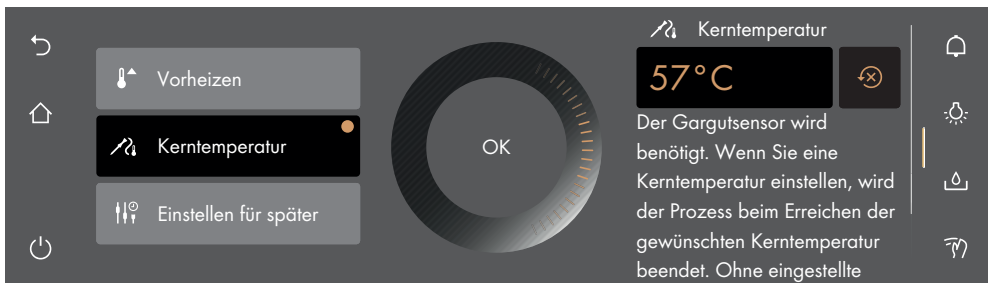 Vorheizen
Kerntemperatur
Einstellen für später
OK
Kerntemperatur
57°C
Der Gargutsensor wird
benötigt. Wenn Sie eine
Kerntemperatur einstellen, wird
der Prozess beim Erreichen der
gewünschten Kerntemperatur
beendet. Ohne eingestellte